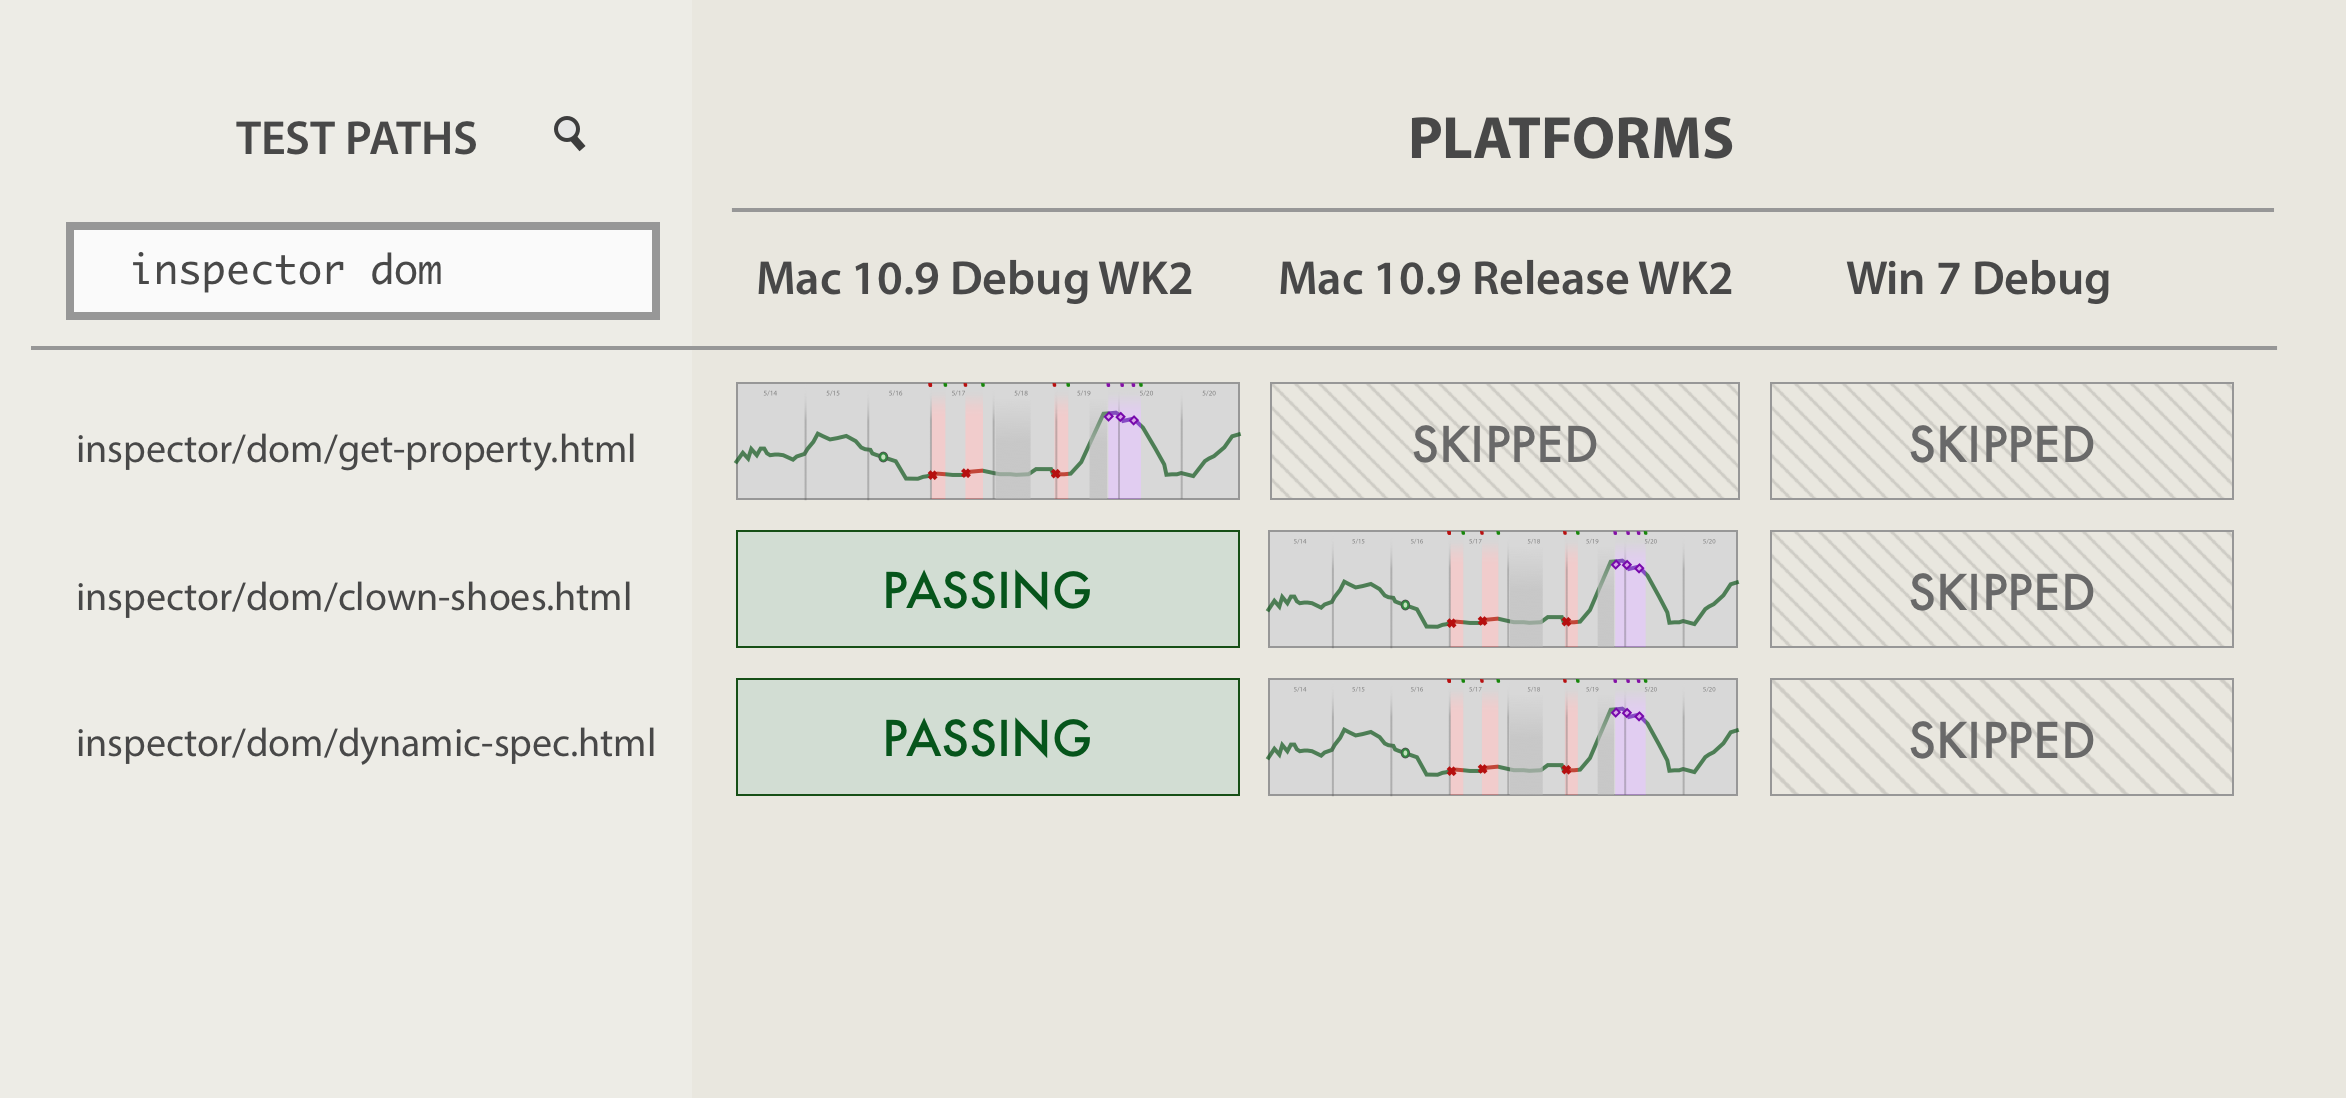 TEST PATHS
PLATFORMS
inspector dom
Mac 10.9 Debug WK2 Mac 10.9 Release WK2 Win 7 Debug
5/14 5/15 5/16 5/17 5/18 5/19 5/20 5/20
inspector/dom/get-property.html SKIPPED SKIPPED
5/14 5/15 5/16 5/17 5/18 5/19 5/20 5/20
inspector/dom/clown-shoes.html PASSING SKIPPED
5/14 5/15 5/16 5/17 5/18 5/19 5/20 5/20
inspector/dom/dynamic-spec.html PASSING SKIPPED